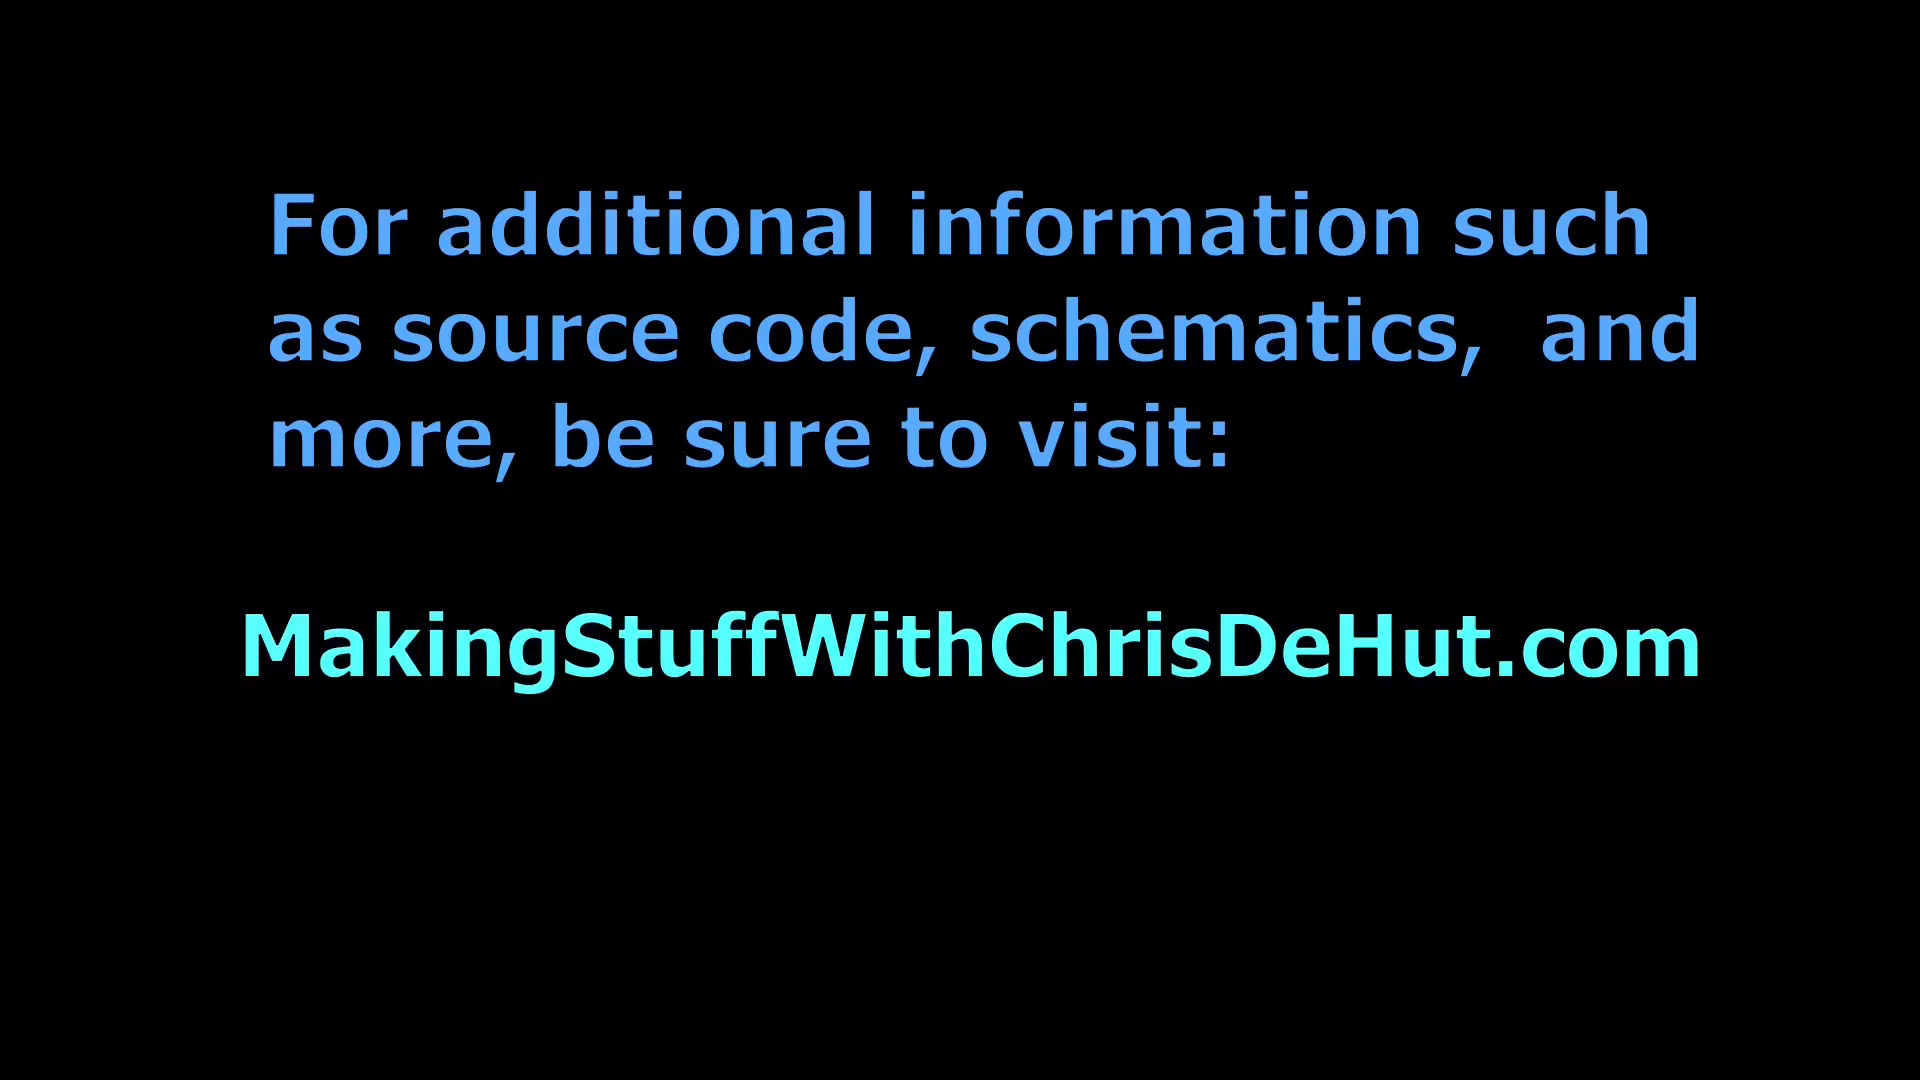 For additional information such
as source code, schematics,  and
more, be sure to visit:
MakingStuffWithChrisDeHut.com